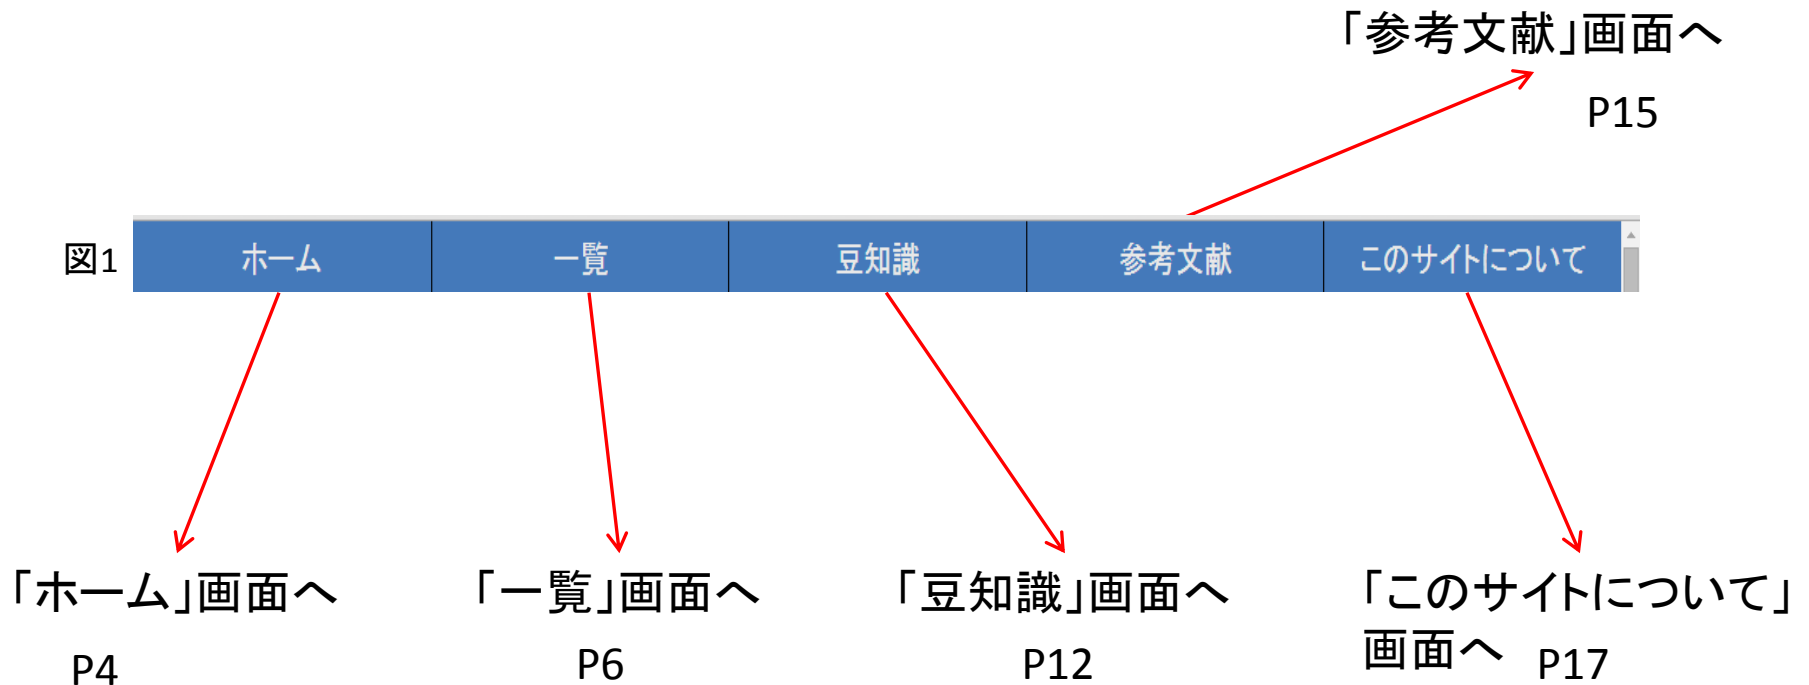 「参考文献」画面へ
P15
図1
ホーム 一覧 豆知識 参考文献 このサイトについて
「ホーム」画面へ
P4
「一覧」画面へ
P6
「豆知識」画面へ
P12
「このサイトについて」
画面へ P17